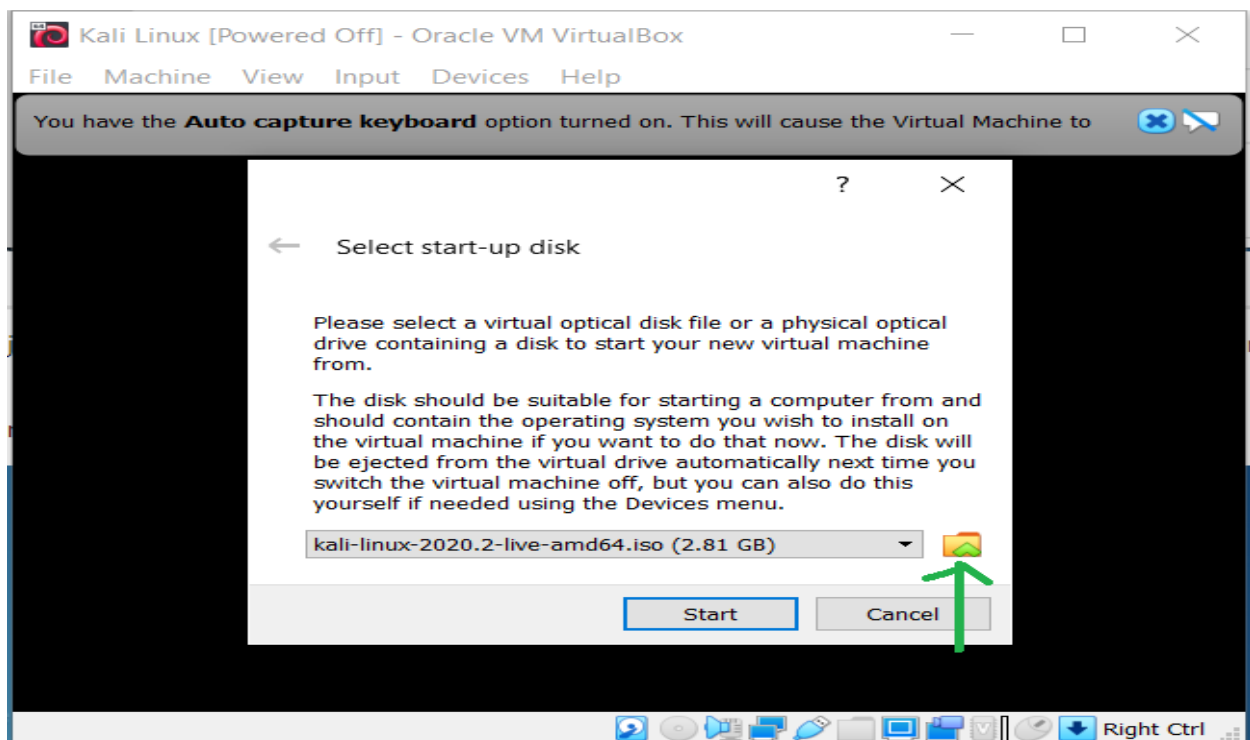 Kali Linux [Powered Off] - Oracle VM VirtualBox
File Machine View Input Devices Help
You have the Auto capture keyboard option turned on. This will cause the Virtual Machine to
?
Select start-up disk
Please select a virtual optical disk file or a physical optical
drive containing a disk to start your new virtual machine
from.
The disk should be suitable for starting a computer from and
should contain the operating system you wish to install on
the virtual machine if you want to do that now. The disk will
be ejected from the virtual drive automatically next time you
switch the virtual machine off, but you can also do this
yourself if needed using the Devices menu.
kali-linux-2020.2-live-amd64.iso (2.81 GB)
Start Cancel
Right Ctrl